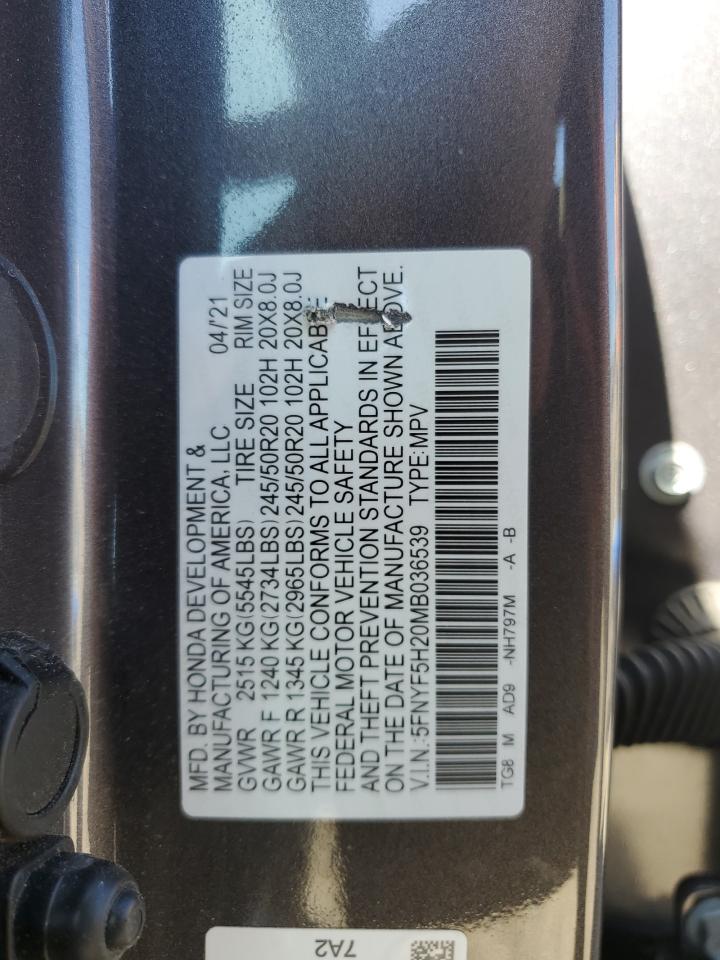 MFD. BY HONDA DEVELOPMENT &
MANUFACTURING OF AMERICA, LLC 04/21
GVWR 2515 KG(5545LBS) TIRE SIZE RIM SIZE
GAWR F 1240 KG(2734LBS)245/50R20 102H 20X8.0J
GAWR R 1345 KG(2965LBS)245/50R20 102H 20X8.0J
THIS VEHICLE CONFORMS TO ALL APPLICABLE
FEDERAL MOTOR VEHICLE SAFETY
AND THEFT PREVENTION STANDARDS IN EFFECT
ON THE DATE OF MANUFACTURE SHOWN ABOVE.
V.I.N.:5FNYF5H20MB036539 TYPE:MPV
TG8 M AD9 -NH797M -A -B
7A2